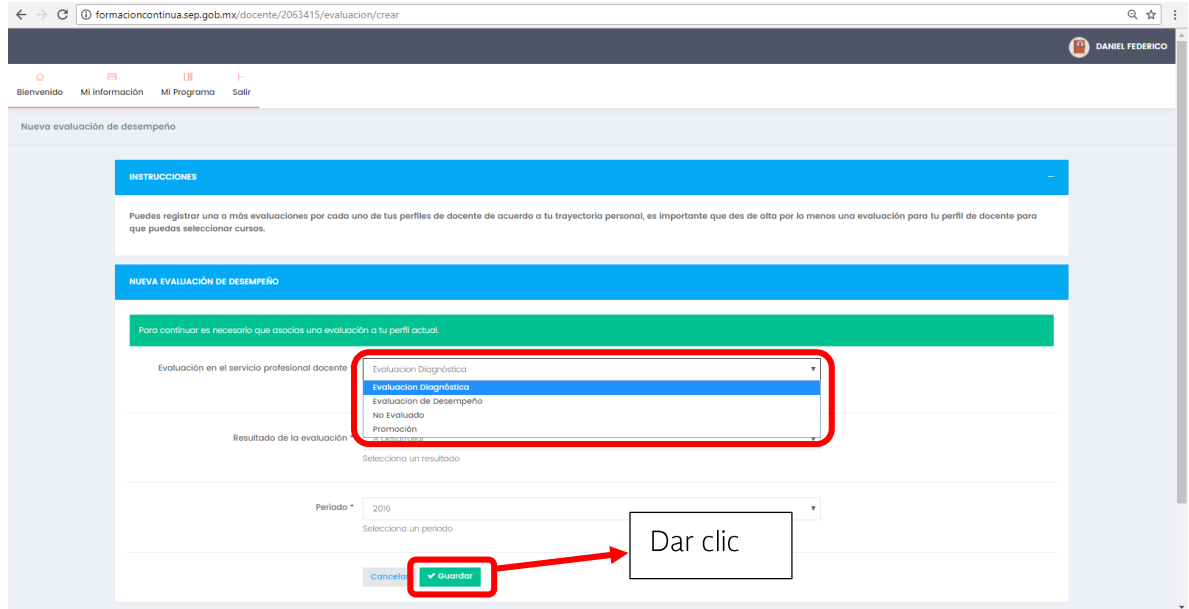 formacioncontinua.sep.gob.mx/docente/2063415/evaluacion/crear
DANIEL FEDERICO
Bienvenido Mi información Mi Programa Salir
Nueva evaluación de desempeño
INSTRUCCIONES
Puedes registrar una o más evaluaciones por cada uno de tus perfiles de docente de acuerdo a tu trayectoria personal, es importante que des de alta por lo menos una evaluación para tu perfil de docente para
que puedas seleccionar cursos.
NUEVA EVALUACIÓN DE DESEMPEÑO
Para continuar es necesario que asocias una evaluación a tu perfil actual.
Evaluación en el servicio profesional docente * Evaluacion Diagnóstica
Evaluacion Diagnóstica
Evaluacion de Desempeño
No Evaluado
Promoción
Resultado de la evaluación * A Desarrollar
Selecciona un resultado
Periodo * 2016
Selecciona un periodo
Dar clic
Cancelar Guardar